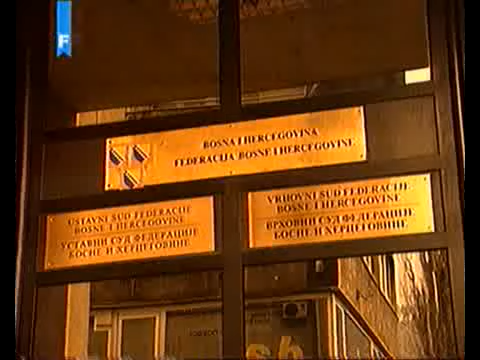 F
BOSNA I HERCEGOVINA
FEDERACIJA BOSNE I HERCEGOVINE
USTAVNI SUD FEDERACIJE
BOSNE I HERCEGOVINE
УСТАВНИ СУД ФЕДЕРАЦИЈЕ
БОСНЕ И ХЕРЦЕГОВИНЕ
VRHOVNI SUD FEDERACIJE
BOSNE I HERCEGOVINE
ВРХОВНИ СУД ФЕДЕРАЦИЈЕ
БОСНЕ И ХЕРЦЕГОВИНЕ